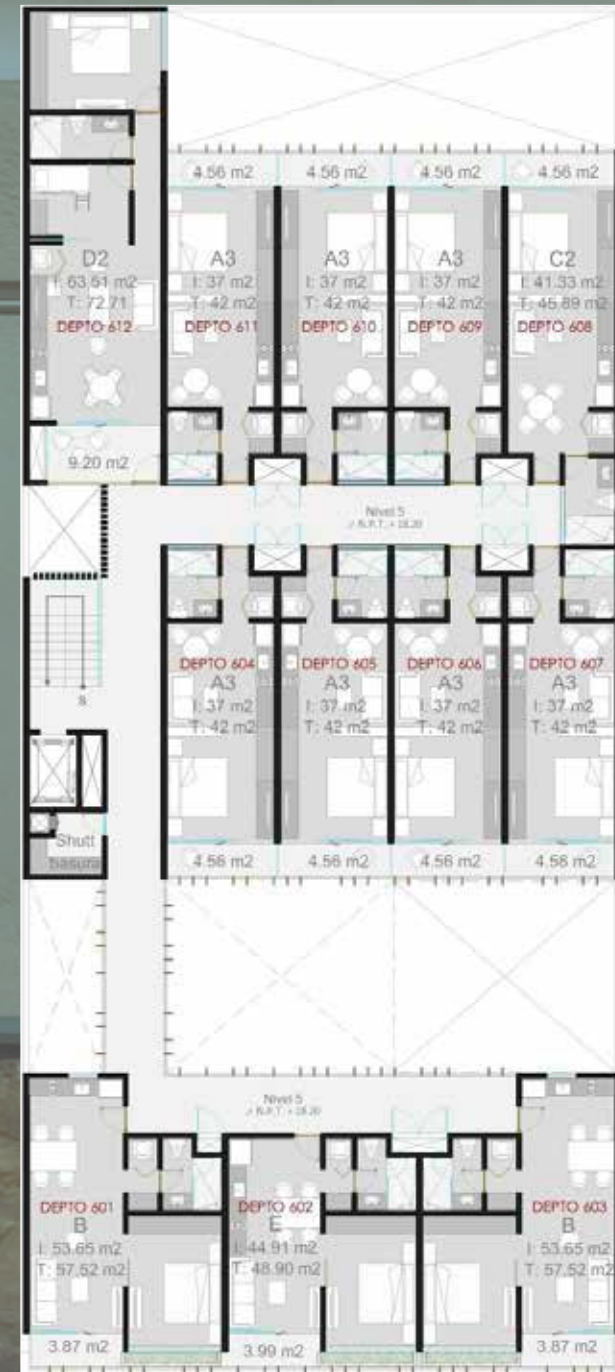 4.56 m2
4.56 m2
4.56 m2
4.56 m2
D2
I: 63.51 m2
T: 72.71
DEPTO 612
A3
I: 37 m2
T: 42 m2
DEPTO 611
A3
I: 37 m2
T: 42 m2
DEPTO 610
A3
I: 37 m2
T: 42 m2
DEPTO 609
C2
I: 41.33 m2
T: 45.89 m2
DEPTO 608
9.20 m2
Nivel 5
N.P.T. + 18.20
DEPTO 604
A3
I: 37 m2
T: 42 m2
DEPTO 605
A3
I: 37 m2
T: 42 m2
DEPTO 606
A3
I: 37 m2
T: 42 m2
DEPTO 607
A3
I: 37 m2
T: 42 m2
S
Shutt
basura
4.56 m2
4.56 m2
4.56 m2
4.56 m2
Nivel 5
N.P.T. + 18.20
DEPTO 601
B
I: 53.65 m2
T: 57.52 m2
DEPTO 602
E
I: 44.91 m2
T: 48.90 m2
DEPTO 603
B
I: 53.65 m2
T: 57.52 m2
3.87 m2
3.99 m2
3.87 m2